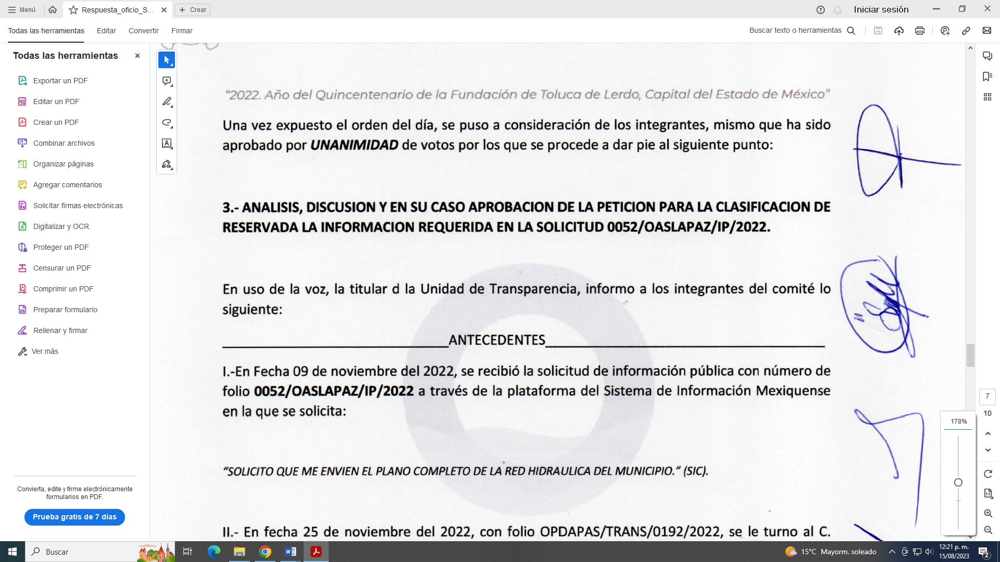 Menú
Respuesta_oficio_S...
Crear
Iniciar sesión
Todas las herramientas
Editar
Convertir
Firmar
Buscar texto o herramientas
Todas las herramientas
Exportar un PDF
Editar un PDF
Crear un PDF
Combinar archivos
Organizar páginas
Agregar comentarios
Solicitar firmas electrónicas
Digitalizar y OCR
Proteger un PDF
Censurar un PDF
Comprimir un PDF
Preparar formulario
Rellenar y firmar
Ver más
Convierta, edite y firme electrónicamente
formularios en PDF.
Prueba gratis de 7 días
"2022. Año del Quincentenario de la Fundación de Toluca de Lerdo, Capital del Estado de México"
Una vez expuesto el orden del día, se puso a consideración de los integrantes, mismo que ha sido
aprobado por UNANIMIDAD de votos por los que se procede a dar pie al siguiente punto:
3.- ANALISIS, DISCUSION Y EN SU CASO APROBACION DE LA PETICION PARA LA CLASIFICACION DE
RESERVADA LA INFORMACION REQUERIDA EN LA SOLICITUD 0052/OASLAPAZ/IP/2022.
En uso de la voz, la titular d la Unidad de Transparencia, informo a los integrantes del comité lo
siguiente:
ANTECEDENTES
I.-En Fecha 09 de noviembre del 2022, se recibió la solicitud de información pública con número de
folio 0052/OASLAPAZ/IP/2022 a través de la plataforma del Sistema de Información Mexiquense
en la que se solicita:
"SOLICITO QUE ME ENVIEN EL PLANO COMPLETO DE LA RED HIDRAULICA DEL MUNICIPIO." (SIC).
II.- En fecha 25 de noviembre del 2022, con folio OPDAPAS/TRANS/0192/2022, se le turno al C.
7
10
178%
Buscar
15°C Mayorm. soleado
12:21 p. m.
15/08/2023
2